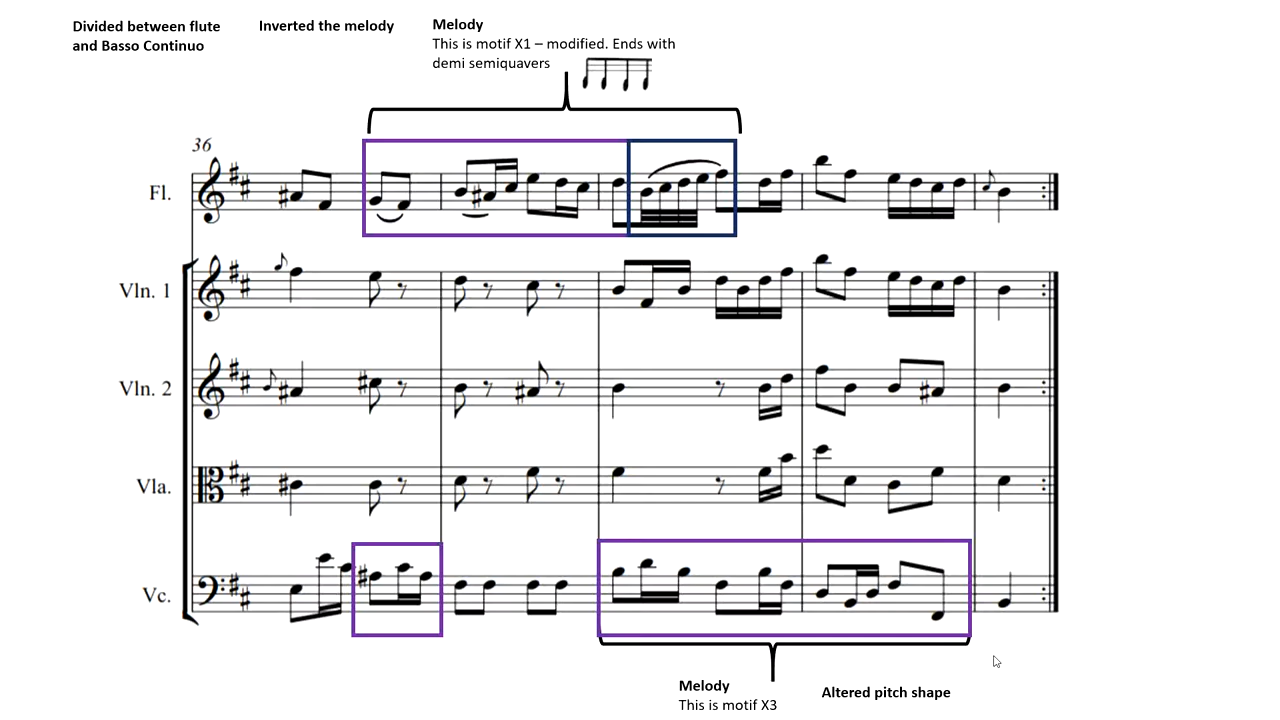 Divided between flute
and Basso Continuo
Inverted the melody
Melody
This is motif X1 – modified. Ends with
demi semiquavers
36
Fl.
Vln. 1
Vln. 2
Vla.
Vc.
Melody
This is motif X3
Altered pitch shape